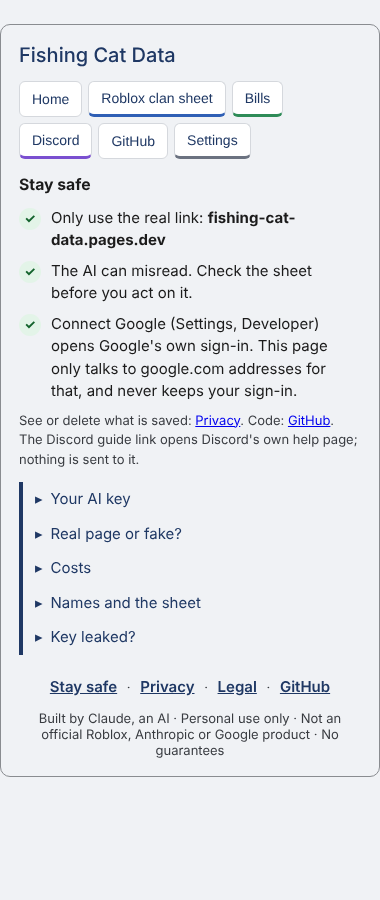 Fishing Cat Data
Home
Roblox clan sheet
Bills
Discord
GitHub
Settings
Stay safe
Only use the real link: fishing-cat-
data.pages.dev
The AI can misread. Check the sheet
before you act on it.
Connect Google (Settings, Developer)
opens Google's own sign-in. This page
only talks to google.com addresses for
that, and never keeps your sign-in.
See or delete what is saved: Privacy. Code: GitHub.
The Discord guide link opens Discord's own help page;
nothing is sent to it.
Your AI key
Real page or fake?
Costs
Names and the sheet
Key leaked?
Stay safe · Privacy · Legal · GitHub
Built by Claude, an AI · Personal use only · Not an
official Roblox, Anthropic or Google product · No
guarantees